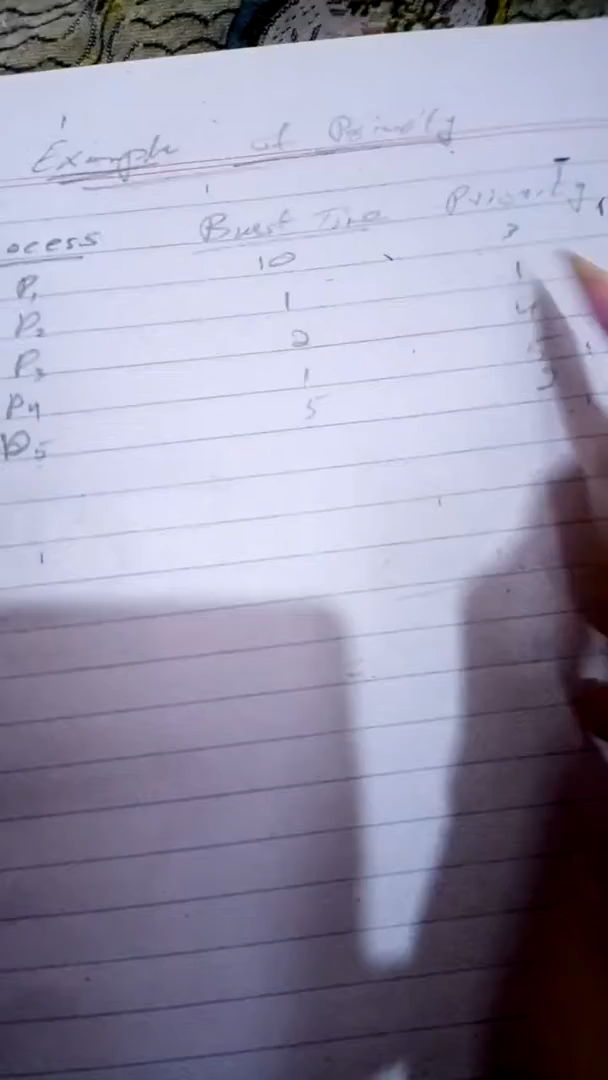 Example of Priority
ocess Burst Time Priority
P1 10 3
P2 1 1
P3 2 4
P4 1 5
P5 5